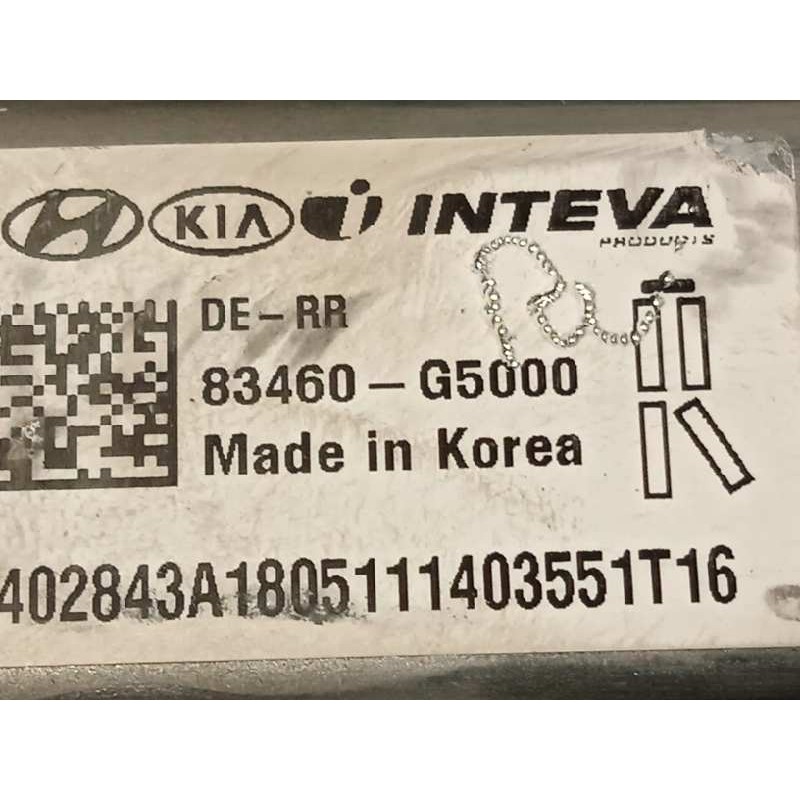 KIA INTEVA
PRODUCTS
DE-RR
83460-G5000
Made in Korea
402843A1805111403551T16